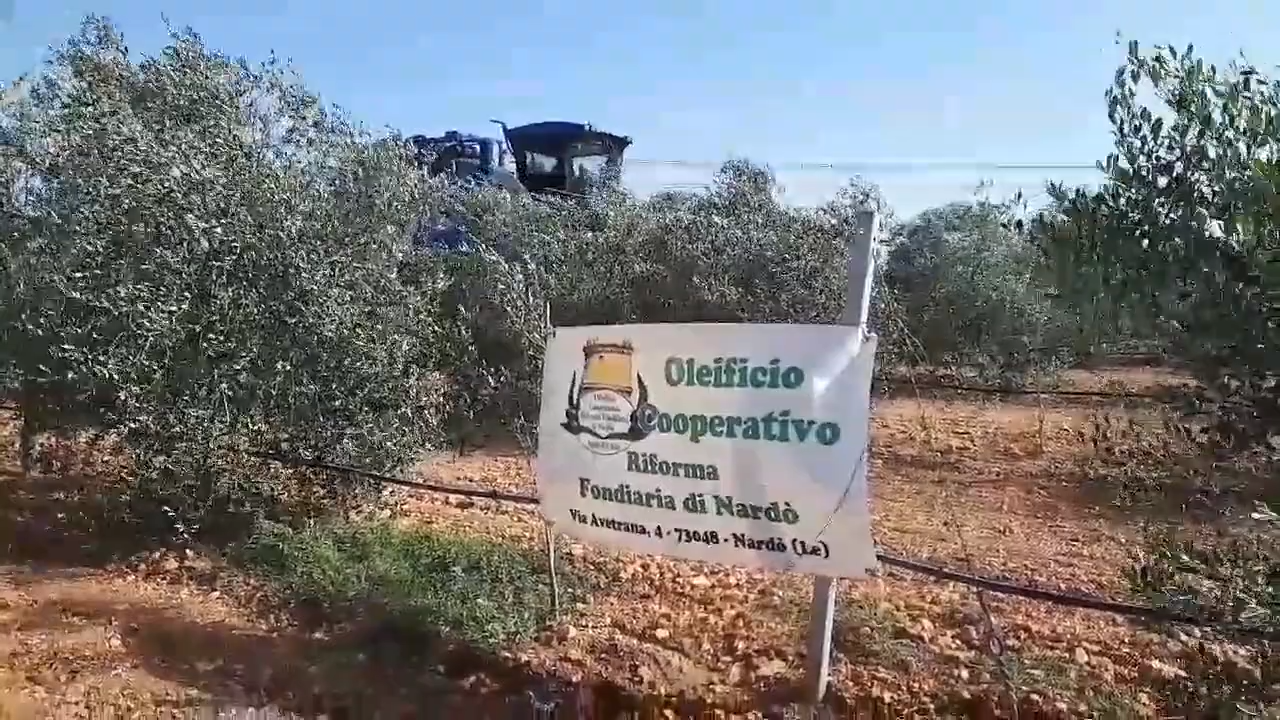 Oleificio
Cooperativo
Riforma
Fondiaria di Nardò
Via Avetrana, 4 - 73048 - Nardò (Le)